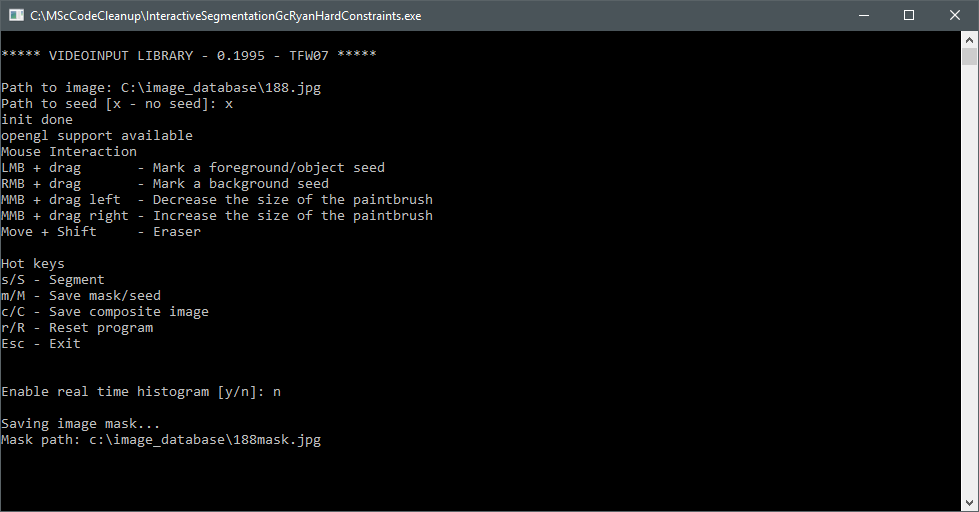 C:\MScCodeCleanup\InteractiveSegmentationGcRyanHardConstraints.exe
***** VIDEOINPUT LIBRARY - 0.1995 - TFW07 *****
Path to image: C:\image_database\188.jpg
Path to seed [x - no seed]: x
init done
opengl support available
Mouse Interaction
LMB + drag       - Mark a foreground/object seed
RMB + drag       - Mark a background seed
MMB + drag left  - Decrease the size of the paintbrush
MMB + drag right - Increase the size of the paintbrush
Move + Shift     - Eraser
Hot keys
s/S - Segment
m/M - Save mask/seed
c/C - Save composite image
r/R - Reset program
Esc - Exit
Enable real time histogram [y/n]: n
Saving image mask...
Mask path: c:\image_database\188mask.jpg